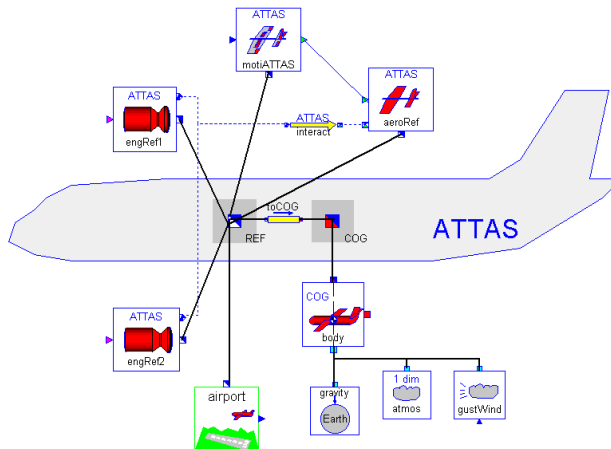 ATTAS
motiATTAS
ATTAS
aeroRef
ATTAS
engRef1
ATTAS
interact
toCOG
REF
COG
ATTAS
COG
body
ATTAS
engRef2
airport
gravity
Earth
1 dim
atmos
gustWind